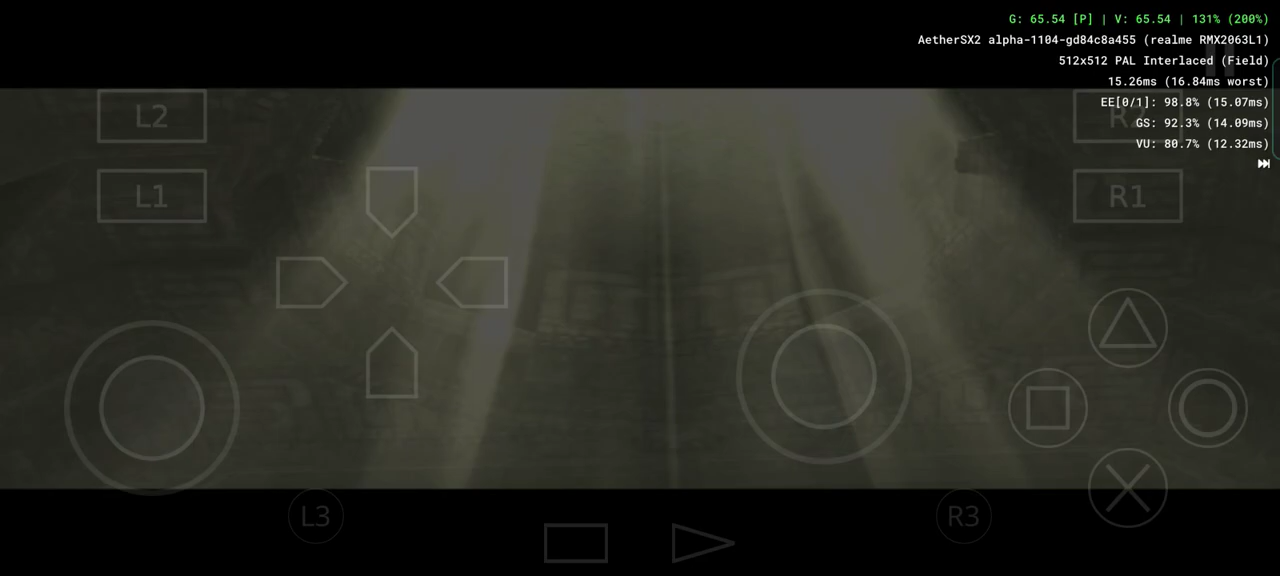 G: 65.54 [P] | V: 65.54 | 131% (200%)
AetherSX2 alpha-1104-gd84c8a455 (realme RMX2063L1)
512x512 PAL Interlaced (Field)
15.26ms (16.84ms worst)
EE[0/1]: 98.8% (15.07ms)
GS: 92.3% (14.09ms)
VU: 80.7% (12.32ms)
L2
R2
L1
R1
L3
R3